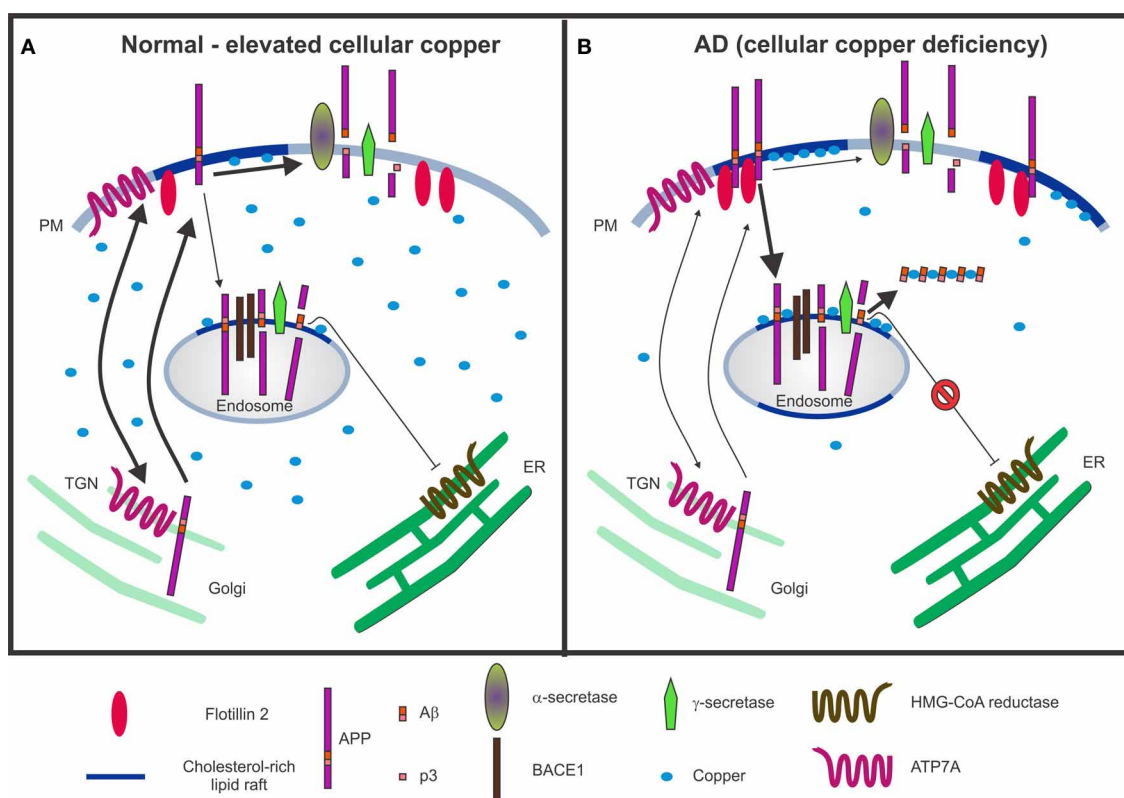 A
Normal - elevated cellular copper
PM
Endosome
TGN
ER
Golgi
B
AD (cellular copper deficiency)
PM
Endosome
TGN
ER
Golgi
Flotillin 2
Cholesterol-rich
lipid raft
APP
Aβ
p3
α-secretase
BACE1
γ-secretase
Copper
HMG-CoA reductase
ATP7A